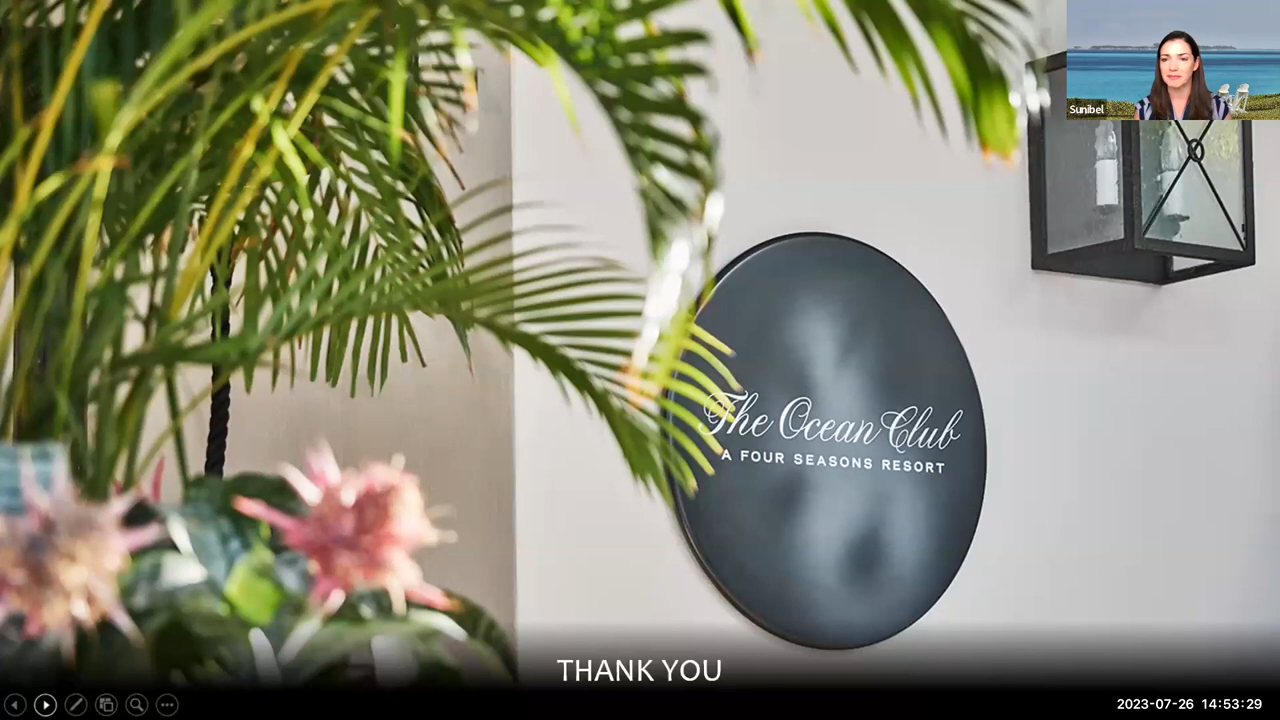 Sunibel
The Ocean Club
A FOUR SEASONS RESORT
THANK YOU
2023-07-26 14:53:29